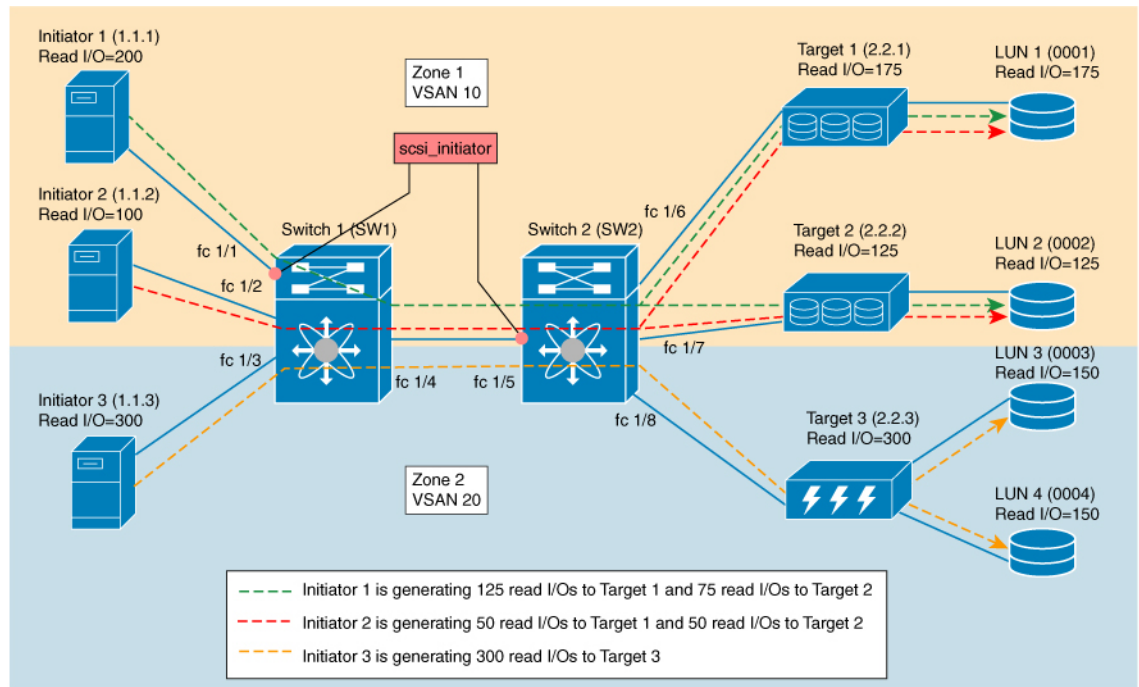 Initiator 1 (1.1.1)
Read I/O=200
Zone 1
VSAN 10
Target 1 (2.2.1)
Read I/O=175
LUN 1 (0001)
Read I/O=175
scsi_initiator
Initiator 2 (1.1.2)
Read I/O=100
fc 1/1
Switch 1 (SW1)
Switch 2 (SW2)
fc 1/6
Target 2 (2.2.2)
Read I/O=125
LUN 2 (0002)
Read I/O=125
fc 1/2
fc 1/3
fc 1/4
fc 1/5
fc 1/7
LUN 3 (0003)
Read I/O=150
Initiator 3 (1.1.3)
Read I/O=300
fc 1/8
Target 3 (2.2.3)
Read I/O=300
Zone 2
VSAN 20
LUN 4 (0004)
Read I/O=150
Initiator 1 is generating 125 read I/Os to Target 1 and 75 read I/Os to Target 2
Initiator 2 is generating 50 read I/Os to Target 1 and 50 read I/Os to Target 2
Initiator 3 is generating 300 read I/Os to Target 3